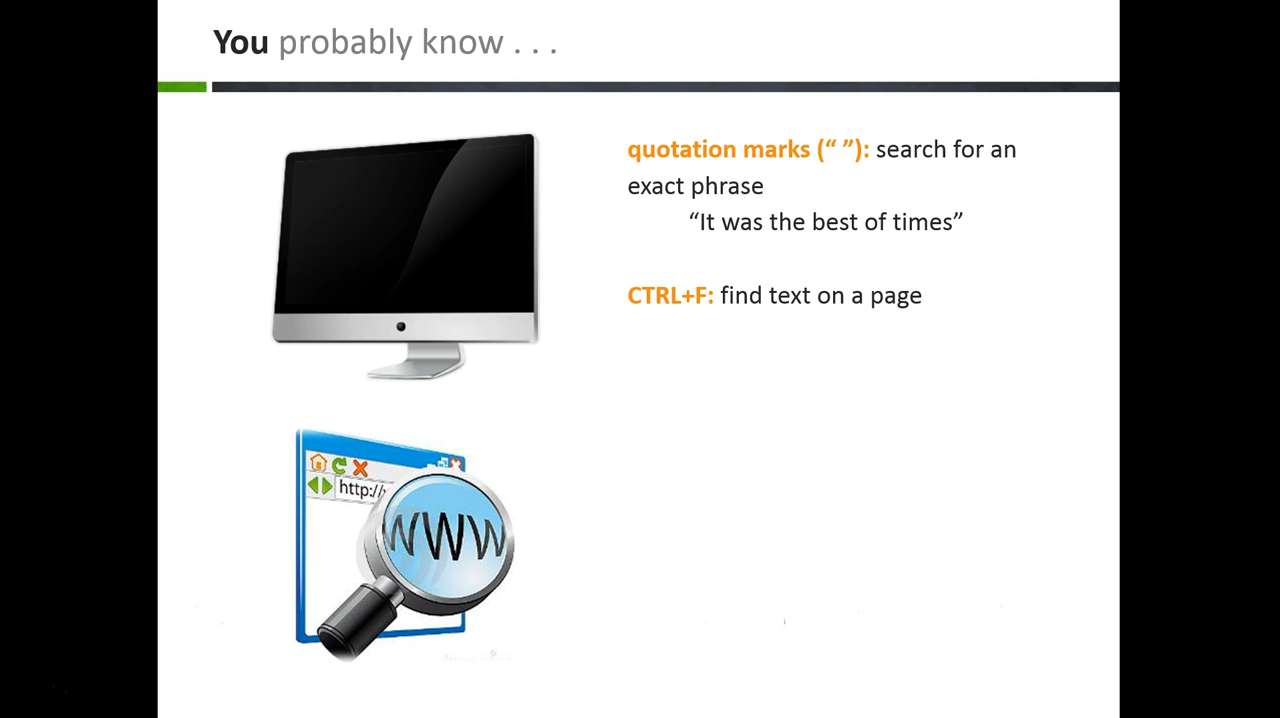 You probably know . . .
quotation marks (“ ”): search for an
exact phrase
“It was the best of times”
CTRL+F: find text on a page
http://
WWW